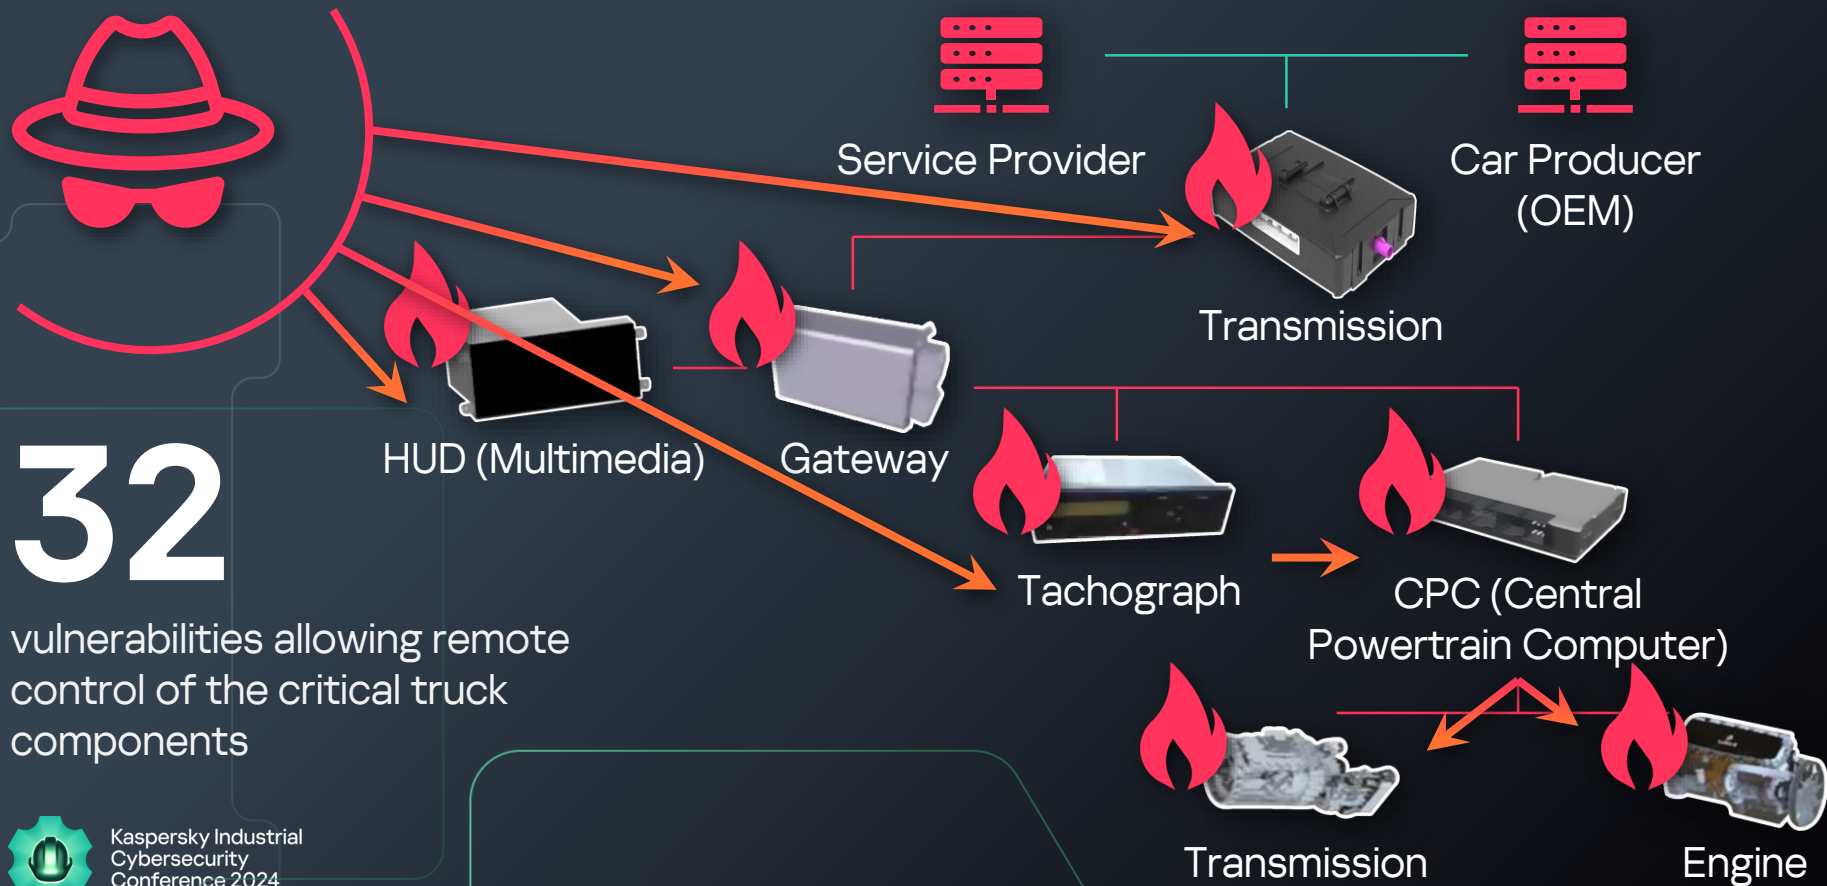 Service Provider
Car Producer
(OEM)
Transmission
HUD (Multimedia)
Gateway
32
vulnerabilities allowing remote
control of the critical truck
components
Tachograph
CPC (Central
Powertrain Computer)
Transmission
Engine
Kaspersky Industrial
Cybersecurity
Conference 2024